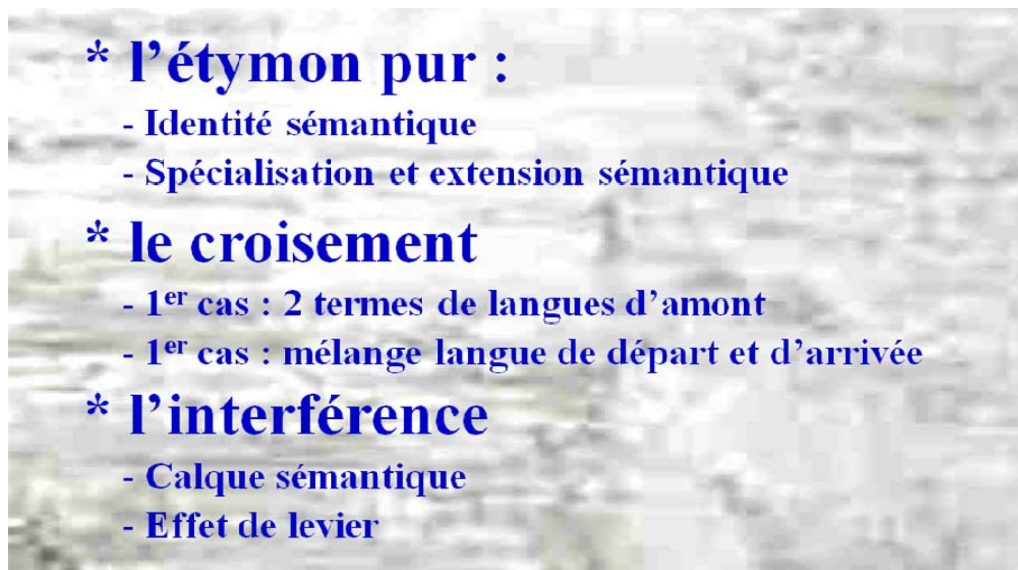 * l’étymon pur :
- Identité sémantique
- Spécialisation et extension sémantique
* le croisement
- 1er cas : 2 termes de langues d’amont
- 1er cas : mélange langue de départ et d’arrivée
* l’interférence
- Calque sémantique
- Effet de levier